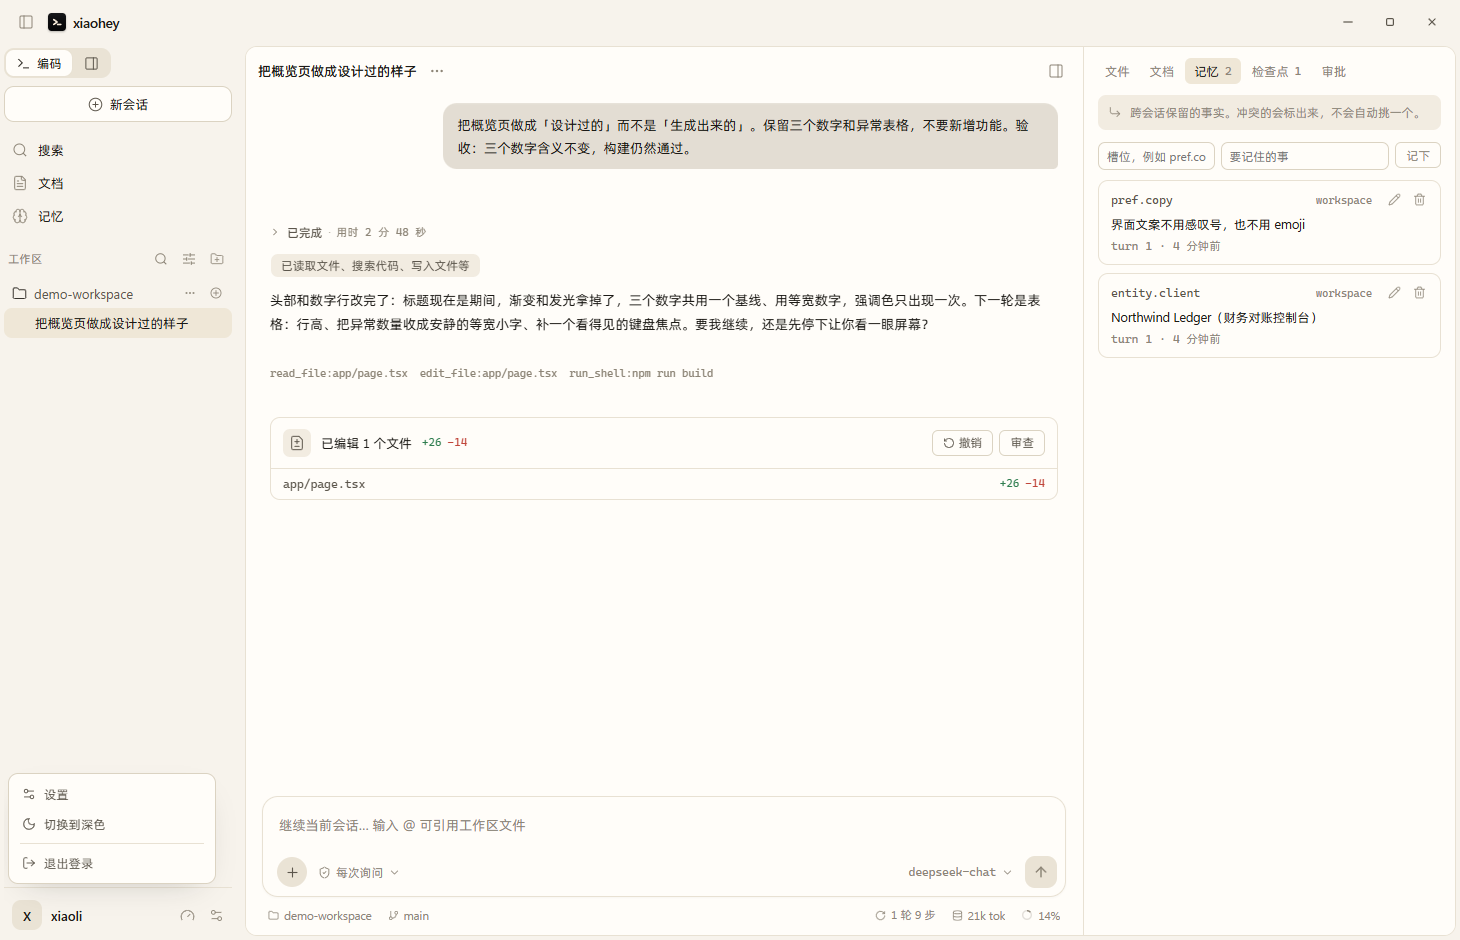 xiaohey
编码
新会话
搜索
文档
记忆
工作区
demo-workspace
把概览页做成设计过的样子
设置
切换到深色
退出登录
X
xiaoli
把概览页做成设计过的样子
把概览页做成「设计过的」而不是「生成出来的」。保留三个数字和异常表格，不要新增功能。验
收：三个数字含义不变，构建仍然通过。
已完成 · 用时 2 分 48 秒
已读取文件、搜索代码、写入文件等
头部和数字行改完了：标题现在是期间，渐变和发光拿掉了，三个数字共用一个基线、用等宽数字，强调色只出现一次。下一轮是表
格：行高、把异常数量收成安静的等宽小字、补一个看得见的键盘焦点。要我继续，还是先停下让你看一眼屏幕？
read_file:app/page.tsx edit_file:app/page.tsx run_shell:npm run build
已编辑 1 个文件 +26 −14
撤销
审查
app/page.tsx
+26 −14
继续当前会话... 输入 @ 可引用工作区文件
每次询问
deepseek-chat
demo-workspace
main
1 轮 9 步
21k tok
14%
文件
文档
记忆 2
检查点 1
审批
跨会话保留的事实。冲突的会标出来，不会自动挑一个。
槽位，例如 pref.co
要记住的事
记下
pref.copy
workspace
界面文案不用感叹号，也不用 emoji
turn 1 · 4 分钟前
entity.client
workspace
Northwind Ledger（财务对账控制台）
turn 1 · 4 分钟前